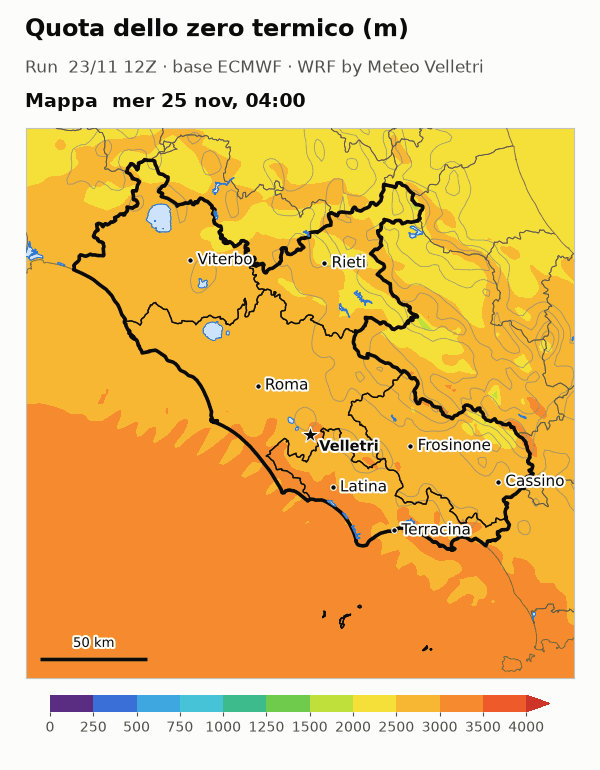 Quota dello zero termico (m)
Run  23/11 12Z · base ECMWF · WRF by Meteo Velletri
Mappa  mer 25 nov, 04:00
Viterbo
Rieti
Roma
Velletri
Frosinone
Latina
Cassino
Terracina
50 km
0 250 500 750 1000 1250 1500 2000 2500 3000 3500 4000